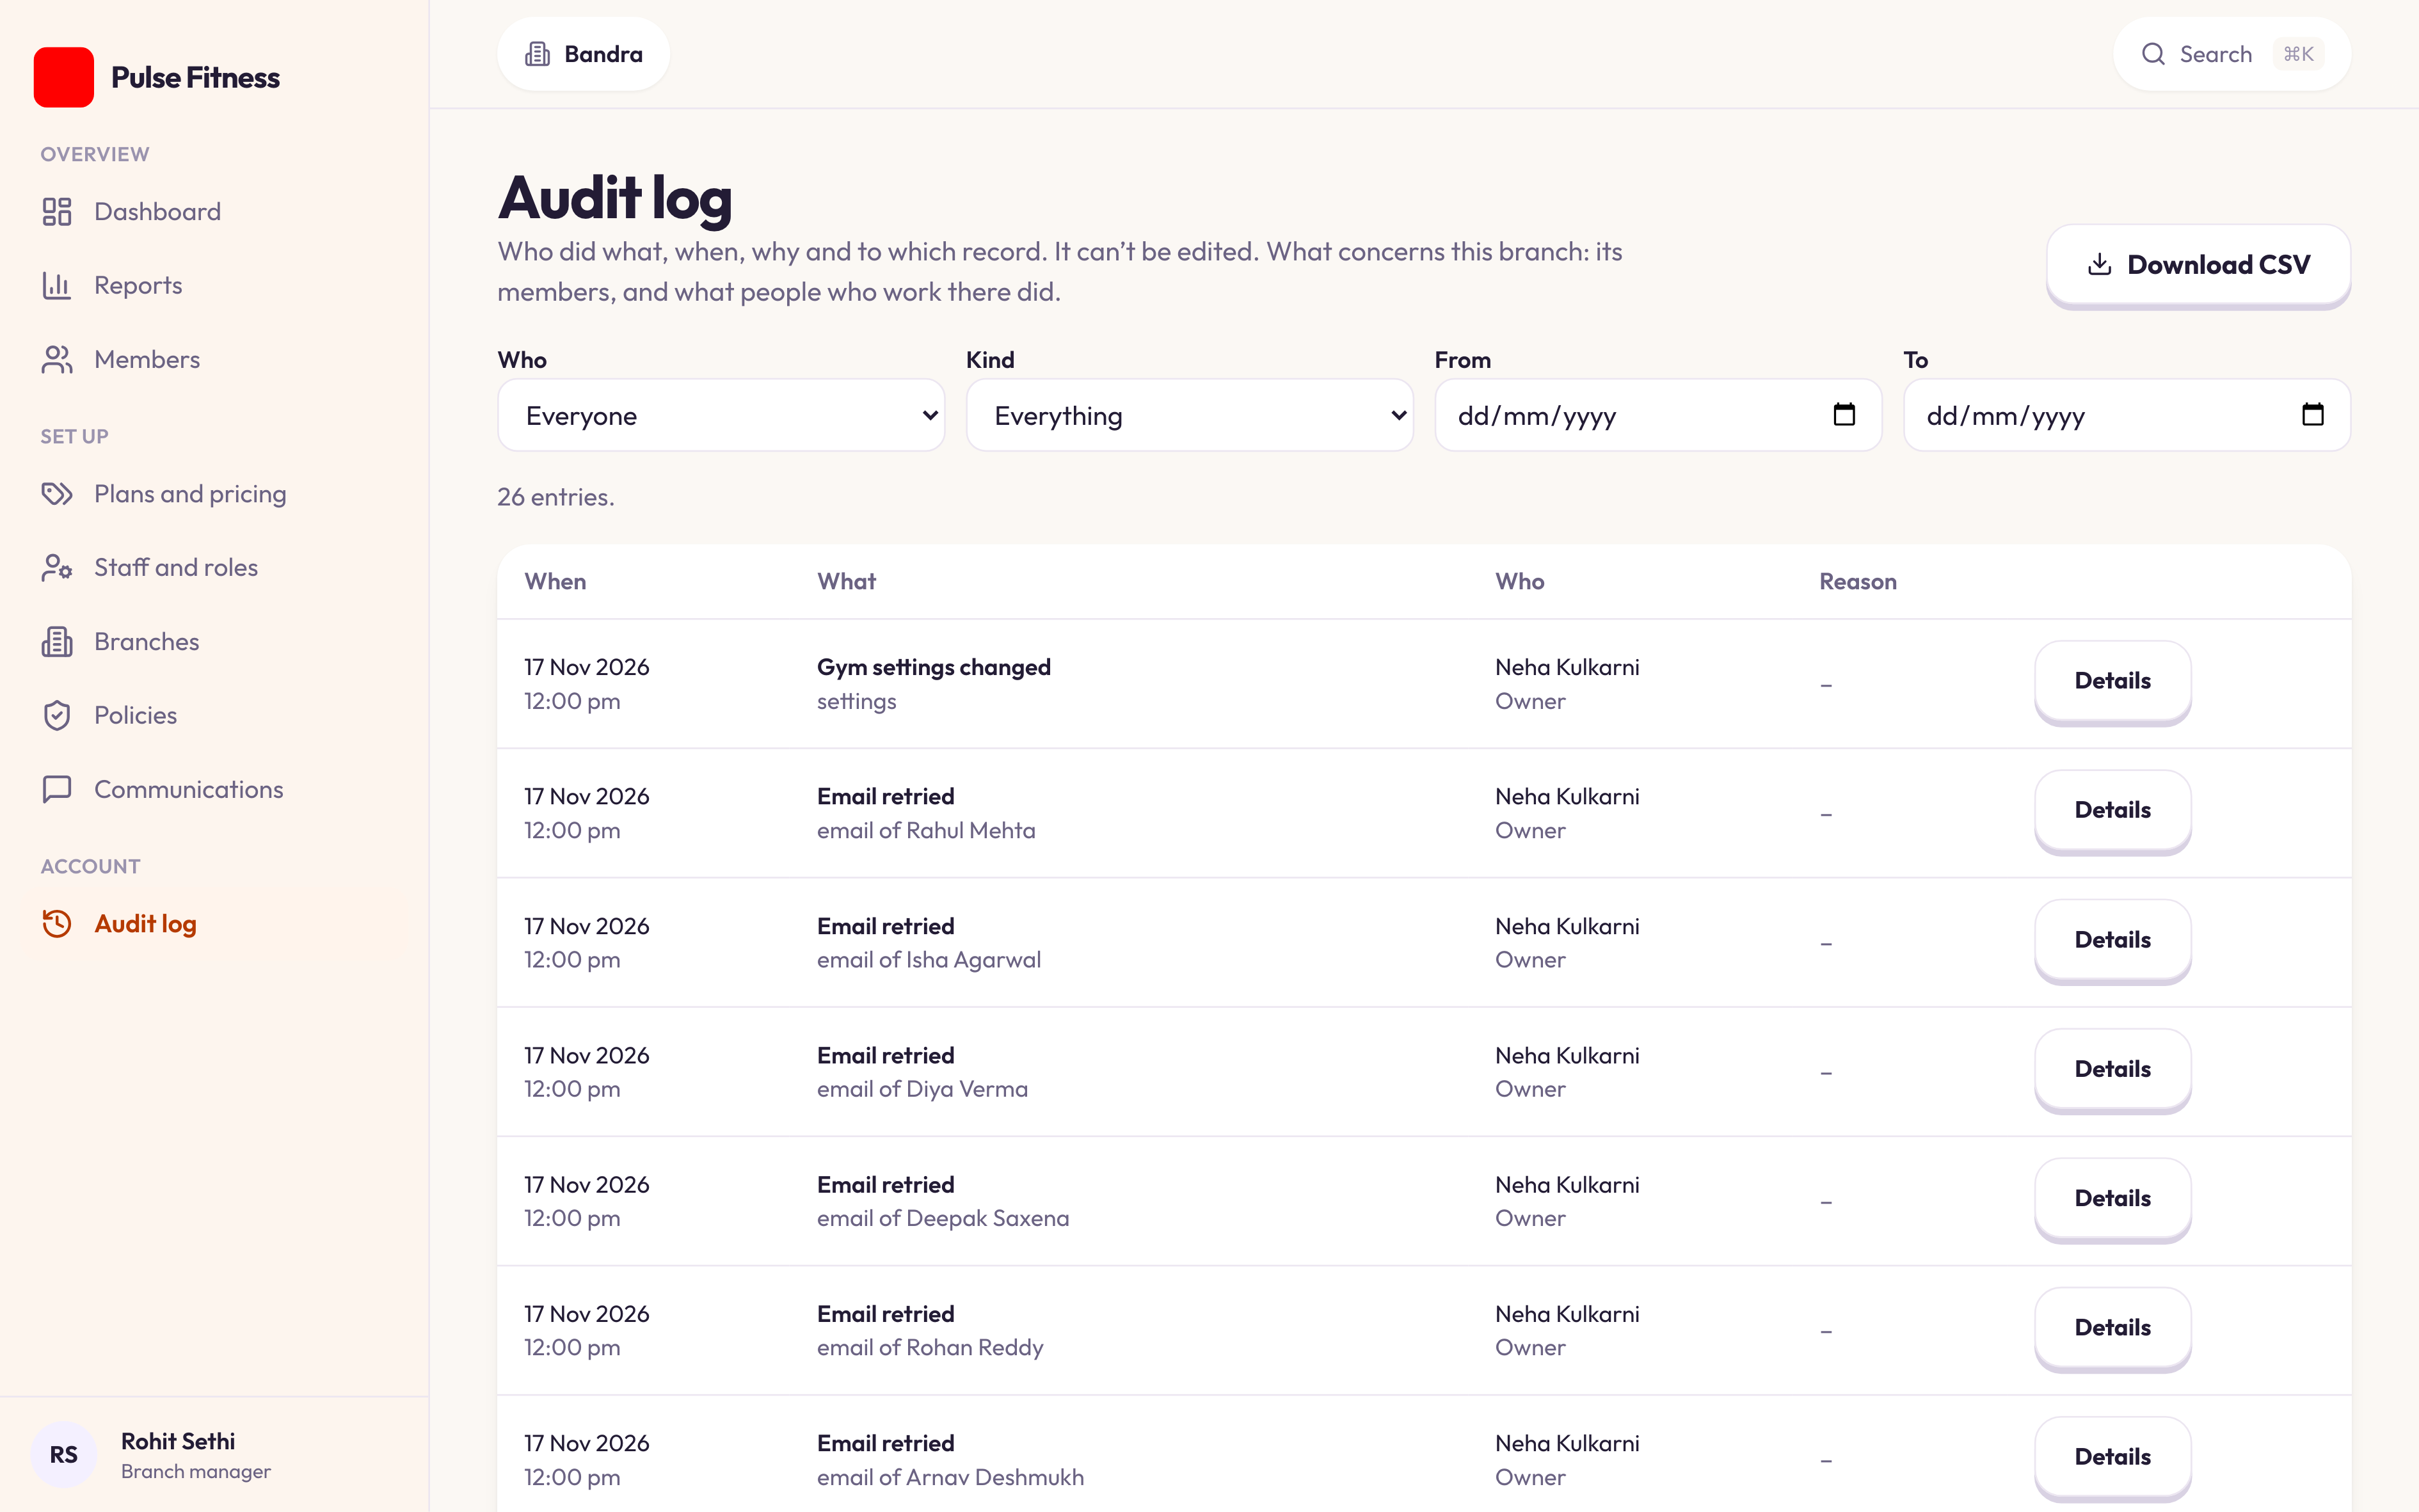 Pulse Fitness
OVERVIEW
Dashboard
Reports
Members
SET UP
Plans and pricing
Staff and roles
Branches
Policies
Communications
ACCOUNT
Audit log
RS
Rohit Sethi
Branch manager
Bandra
Search ⌘K
Audit log
Who did what, when, why and to which record. It can’t be edited. What concerns this branch: its
members, and what people who work there did.
Download CSV
Who Kind From To
Everyone Everything dd/mm/yyyy dd/mm/yyyy
26 entries.
When What Who Reason
17 Nov 2026 Gym settings changed Neha Kulkarni – Details
12:00 pm settings Owner
17 Nov 2026 Email retried Neha Kulkarni – Details
12:00 pm email of Rahul Mehta Owner
17 Nov 2026 Email retried Neha Kulkarni – Details
12:00 pm email of Isha Agarwal Owner
17 Nov 2026 Email retried Neha Kulkarni – Details
12:00 pm email of Diya Verma Owner
17 Nov 2026 Email retried Neha Kulkarni – Details
12:00 pm email of Deepak Saxena Owner
17 Nov 2026 Email retried Neha Kulkarni – Details
12:00 pm email of Rohan Reddy Owner
17 Nov 2026 Email retried Neha Kulkarni – Details
12:00 pm email of Arnav Deshmukh Owner